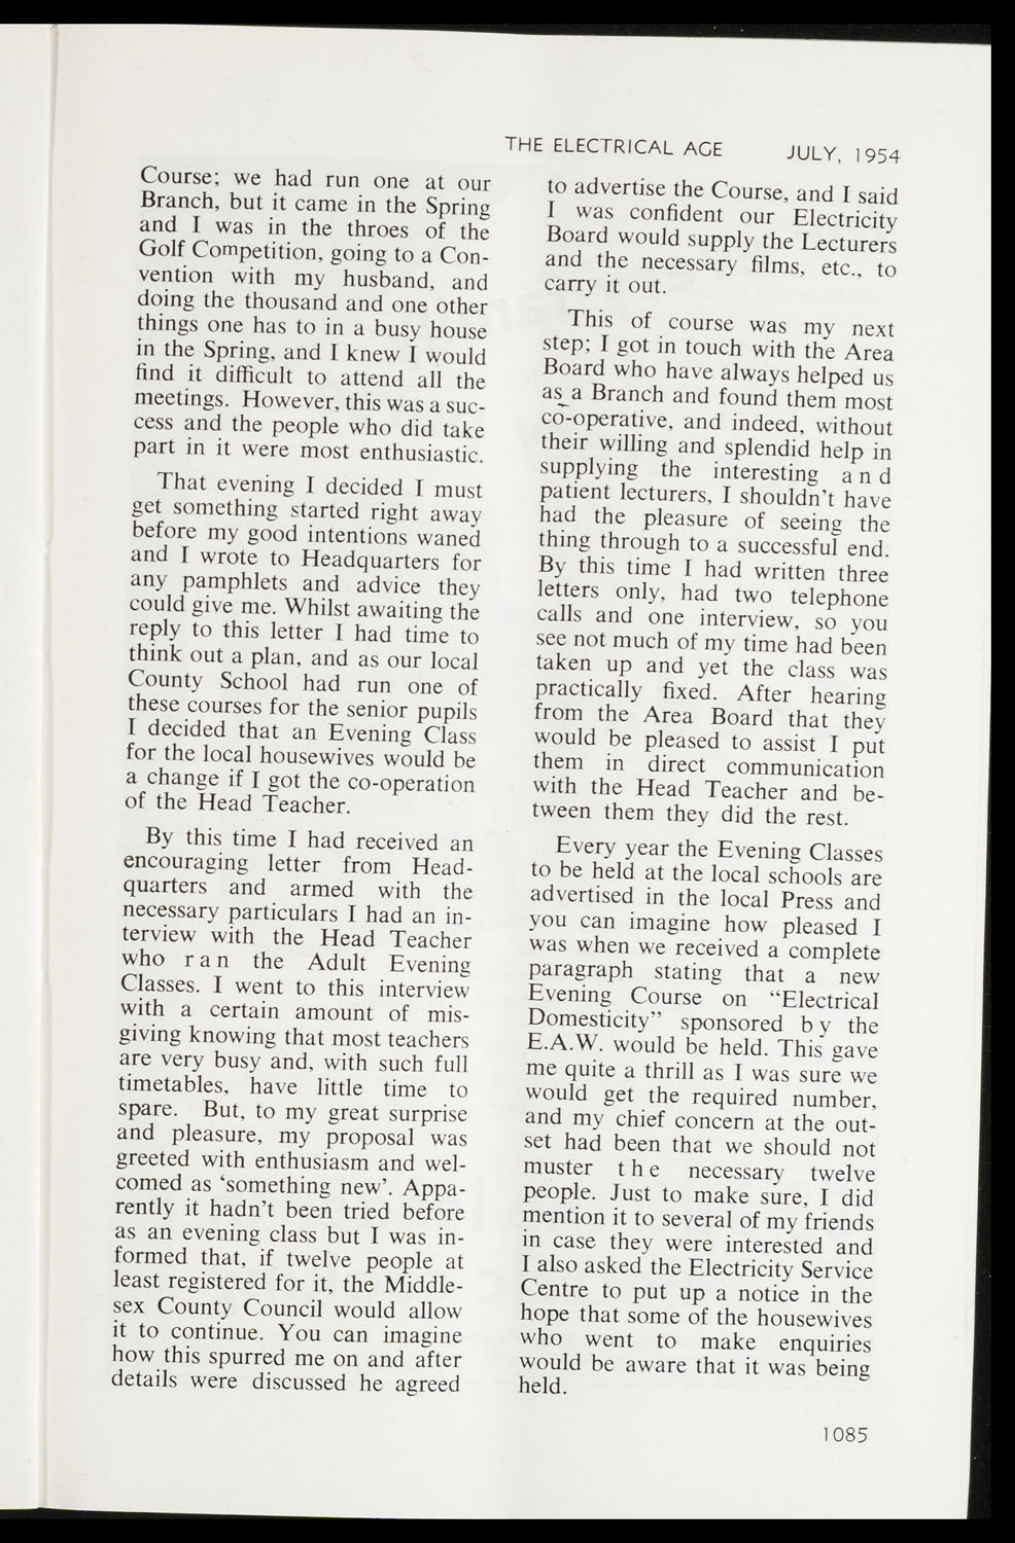 THE ELECTRICAL AGE JULY, 1954
Course; we had run one at our
Branch, but it came in the Spring
and I was in the throes of the
Golf Competition, going to a Con-
vention with my husband, and
doing the thousand and one other
things one has to in a busy house
in the Spring, and I knew I would
find it difficult to attend all the
meetings. However, this was a suc-
cess and the people who did take
part in it were most enthusiastic.
That evening I decided I must
get something started right away
before my good intentions waned
and I wrote to Headquarters for
any pamphlets and advice they
could give me. Whilst awaiting the
reply to this letter I had time to
think out a plan, and as our local
County School had run one of
these courses for the senior pupils
I decided that an Evening Class
for the local housewives would be
a change if I got the co-operation
of the Head Teacher.
By this time I had received an
encouraging letter from Head-
quarters and armed with the
necessary particulars I had an in-
terview with the Head Teacher
who ran the Adult Evening
Classes. I went to this interview
with a certain amount of mis-
giving knowing that most teachers
are very busy and, with such full
timetables, have little time to
spare. But, to my great surprise
and pleasure, my proposal was
greeted with enthusiasm and wel-
comed as ‘something new’. Appa-
rently it hadn’t been tried before
as an evening class but I was in-
formed that, if twelve people at
least registered for it, the Middle-
sex County Council would allow
it to continue. You can imagine
how this spurred me on and after
details were discussed he agreed
to advertise the Course, and I said
I was confident our Electricity
Board would supply the Lecturers
and the necessary films, etc., to
carry it out.
This of course was my next
step; I got in touch with the Area
Board who have always helped us
as a Branch and found them most
co-operative, and indeed, without
their willing and splendid help in
supplying the interesting and
patient lecturers, I shouldn’t have
had the pleasure of seeing the
thing through to a successful end.
By this time I had written three
letters only, had two telephone
calls and one interview, so you
see not much of my time had been
taken up and yet the class was
practically fixed. After hearing
from the Area Board that they
would be pleased to assist I put
them in direct communication
with the Head Teacher and be-
tween them they did the rest.
Every year the Evening Classes
to be held at the local schools are
advertised in the local Press and
you can imagine how pleased I
was when we received a complete
paragraph stating that a new
Evening Course on “Electrical
Domesticity” sponsored by the
E.A.W. would be held. This gave
me quite a thrill as I was sure we
would get the required number,
and my chief concern at the out-
set had been that we should not
muster the necessary twelve
people. Just to make sure, I did
mention it to several of my friends
in case they were interested and
I also asked the Electricity Service
Centre to put up a notice in the
hope that some of the housewives
who went to make enquiries
would be aware that it was being
held.
1085